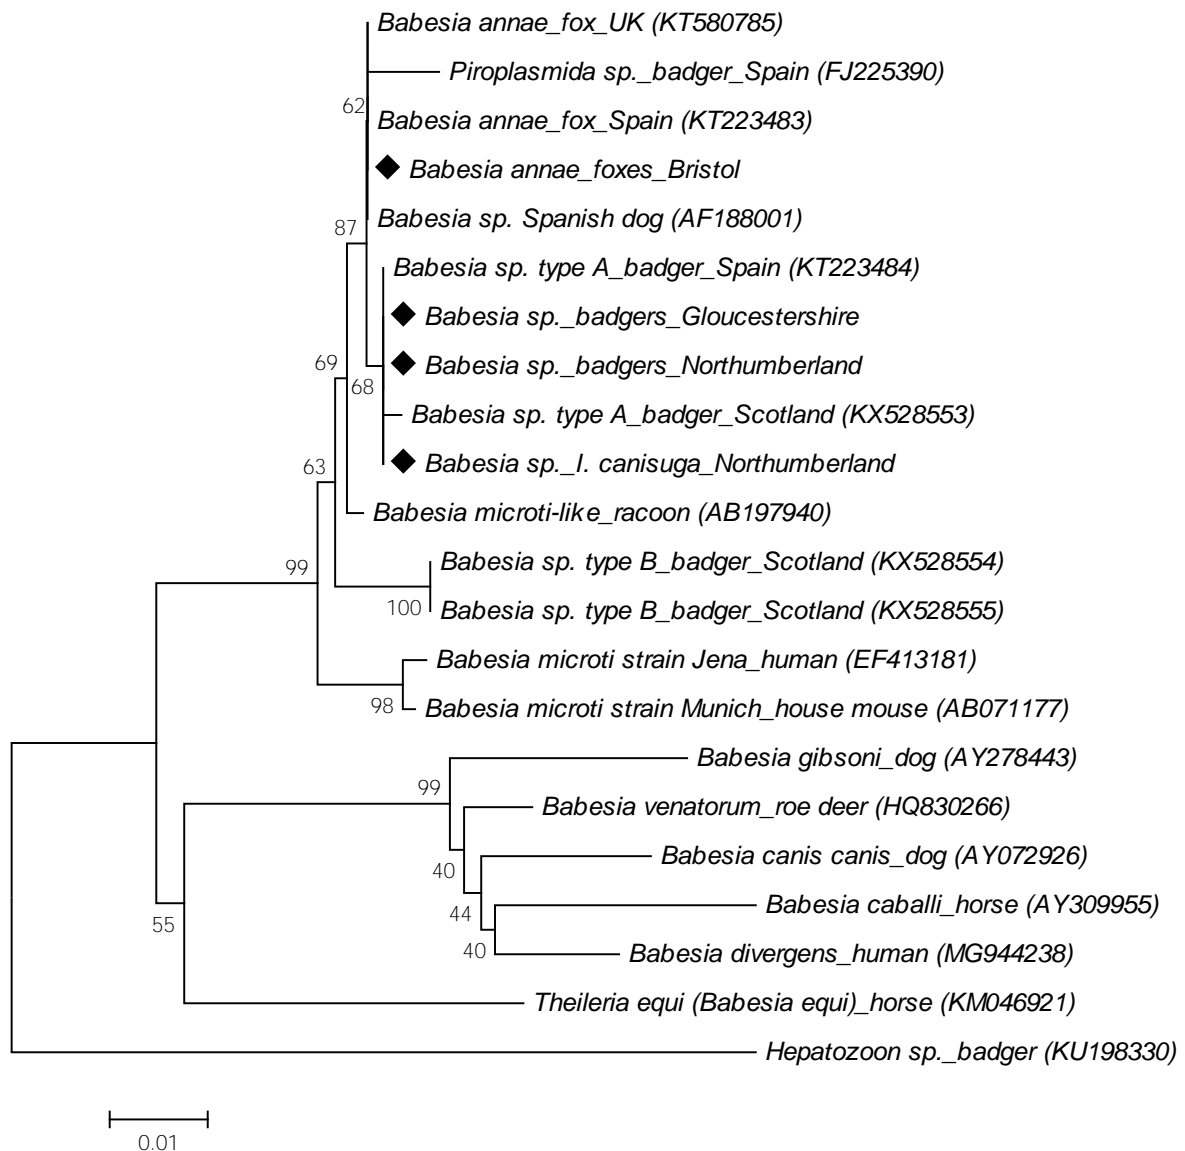 Babesia annae_fox_UK (KT580785)
Piroplasmida sp._badger_Spain (FJ225390)
62
Babesia annae_fox_Spain (KT223483)
Babesia annae_foxes_Bristol
Babesia sp. Spanish dog (AF188001)
87
Babesia sp. type A_badger_Spain (KT223484)
Babesia sp._badgers_Gloucestershire
69
Babesia sp._badgers_Northumberland
68
Babesia sp. type A_badger_Scotland (KX528553)
63
Babesia sp._I. canisuga_Northumberland
Babesia microti-like_racoon (AB197940)
99
Babesia sp. type B_badger_Scotland (KX528554)
100
Babesia sp. type B_badger_Scotland (KX528555)
Babesia microti strain Jena_human (EF413181)
98
Babesia microti strain Munich_house mouse (AB071177)
Babesia gibsoni_dog (AY278443)
99
Babesia venatorum_roe deer (HQ830266)
Babesia canis canis_dog (AY072926)
40
Babesia caballi_horse (AY309955)
44
55
40
Babesia divergens_human (MG944238)
Theileria equi (Babesia equi)_horse (KM046921)
Hepatozoon sp._badger (KU198330)
0.01